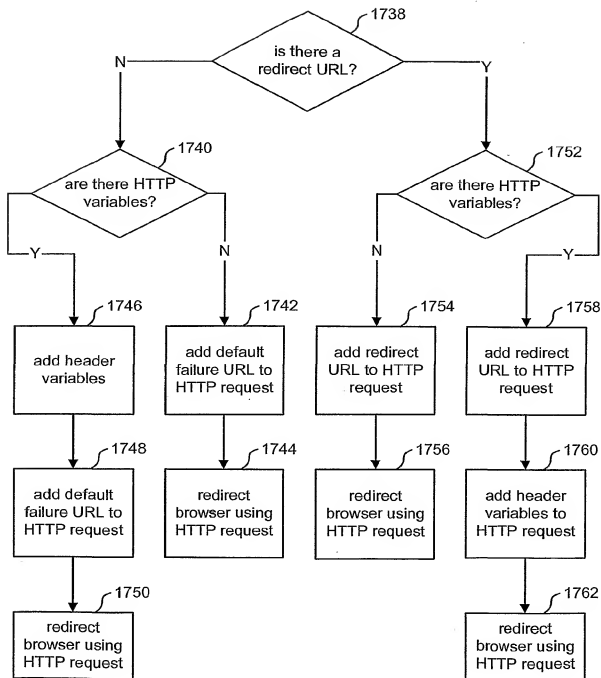 1738
is there a
redirect URL?
N
Y
1740
are there HTTP
variables?
1752
are there HTTP
variables?
Y
N
N
Y
1746
add header
variables
1742
add default
failure URL to
HTTP request
1754
add redirect
URL to HTTP
request
1758
add redirect
URL to HTTP
request
1748
add default
failure URL to
HTTP request
1744
redirect
browser using
HTTP request
1756
redirect
browser using
HTTP request
1760
add header
variables to
HTTP request
1750
redirect
browser using
HTTP request
1762
redirect
browser using
HTTP request